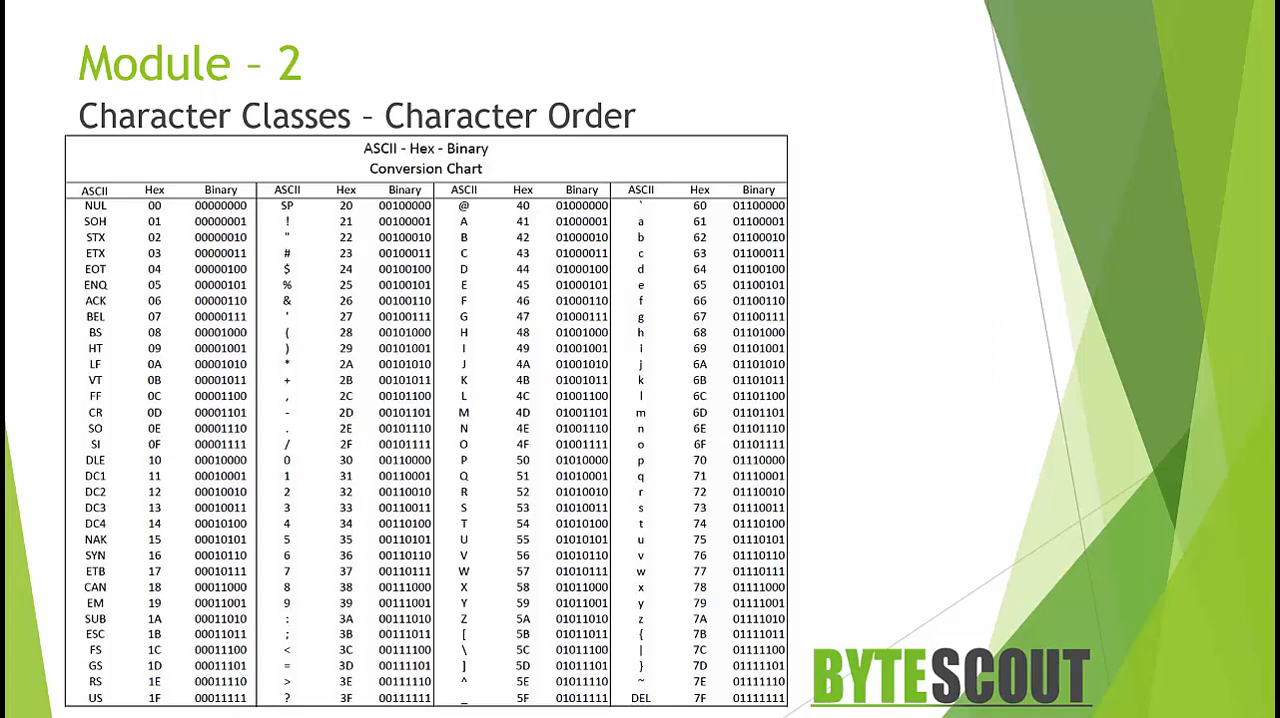 Module – 2
Character Classes – Character Order
ASCII - Hex - Binary
Conversion Chart
ASCII Hex Binary ASCII Hex Binary ASCII Hex Binary ASCII Hex Binary
NUL 00 00000000 SP 20 00100000 @ 40 01000000 ` 60 01100000
SOH 01 00000001 ! 21 00100001 A 41 01000001 a 61 01100001
STX 02 00000010 " 22 00100010 B 42 01000010 b 62 01100010
ETX 03 00000011 # 23 00100011 C 43 01000011 c 63 01100011
EOT 04 00000100 $ 24 00100100 D 44 01000100 d 64 01100100
ENQ 05 00000101 % 25 00100101 E 45 01000101 e 65 01100101
ACK 06 00000110 & 26 00100110 F 46 01000110 f 66 01100110
BEL 07 00000111 ' 27 00100111 G 47 01000111 g 67 01100111
BS 08 00001000 ( 28 00101000 H 48 01001000 h 68 01101000
HT 09 00001001 ) 29 00101001 I 49 01001001 i 69 01101001
LF 0A 00001010 * 2A 00101010 J 4A 01001010 j 6A 01101010
VT 0B 00001011 + 2B 00101011 K 4B 01001011 k 6B 01101011
FF 0C 00001100 , 2C 00101100 L 4C 01001100 l 6C 01101100
CR 0D 00001101 - 2D 00101101 M 4D 01001101 m 6D 01101101
SO 0E 00001110 . 2E 00101110 N 4E 01001110 n 6E 01101110
SI 0F 00001111 / 2F 00101111 O 4F 01001111 o 6F 01101111
DLE 10 00010000 0 30 00110000 P 50 01010000 p 70 01110000
DC1 11 00010001 1 31 00110001 Q 51 01010001 q 71 01110001
DC2 12 00010010 2 32 00110010 R 52 01010010 r 72 01110010
DC3 13 00010011 3 33 00110011 S 53 01010011 s 73 01110011
DC4 14 00010100 4 34 00110100 T 54 01010100 t 74 01110100
NAK 15 00010101 5 35 00110101 U 55 01010101 u 75 01110101
SYN 16 00010110 6 36 00110110 V 56 01010110 v 76 01110110
ETB 17 00010111 7 37 00110111 W 57 01010111 w 77 01110111
CAN 18 00011000 8 38 00111000 X 58 01011000 x 78 01111000
EM 19 00011001 9 39 00111001 Y 59 01011001 y 79 01111001
SUB 1A 00011010 : 3A 00111010 Z 5A 01011010 z 7A 01111010
ESC 1B 00011011 ; 3B 00111011 [ 5B 01011011 { 7B 01111011
FS 1C 00011100 < 3C 00111100 \ 5C 01011100 | 7C 01111100
GS 1D 00011101 = 3D 00111101 ] 5D 01011101 } 7D 01111101
RS 1E 00011110 > 3E 00111110 ^ 5E 01011110 ~ 7E 01111110
US 1F 00011111 ? 3F 00111111 _ 5F 01011111 DEL 7F 01111111
BYTESCOUT